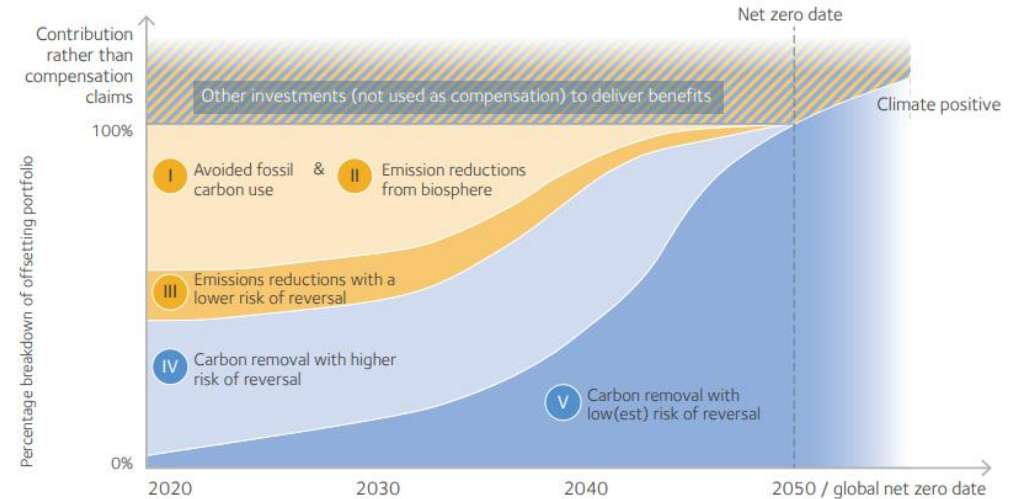 Net zero date
Contribution
rather than
compensation
claims
Other investments (not used as compensation) to deliver benefits
Climate positive
100%
I Avoided fossil
carbon use
&
II Emission reductions
from biosphere
III Emissions reductions with a
lower risk of reversal
IV Carbon removal with higher
risk of reversal
V Carbon removal with
low(est) risk of reversal
Percentage breakdown of offsetting portfolio
0%
2020 2030 2040 2050 / global net zero date